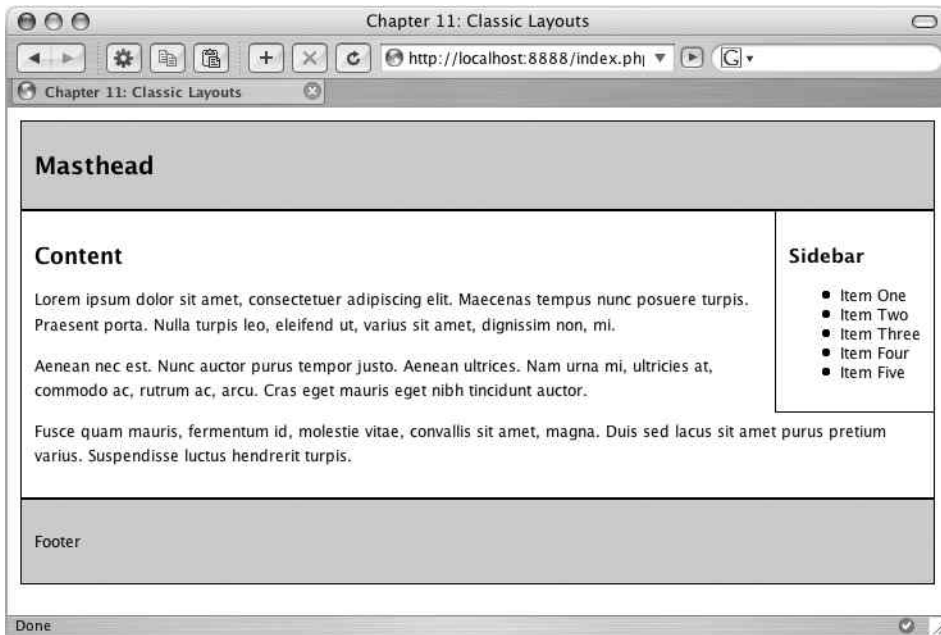 Chapter 11: Classic Layouts
http://localhost:8888/index.ph
G
Chapter 11: Classic Layouts
Masthead
Content
Lorem ipsum dolor sit amet, consectetuer adipiscing elit. Maecenas tempus nunc posuere turpis.
Praesent porta. Nulla turpis leo, eleifend ut, varius sit amet, dignissim non, mi.
Aenean nec est. Nunc auctor purus tempor justo. Aenean ultrices. Nam urna mi, ultricies at,
commodo ac, rutrum ac, arcu. Cras eget mauris eget nibh tincidunt auctor.
Fusce quam mauris, fermentum id, molestie vitae, convallis sit amet, magna. Duis sed lacus sit amet purus pretium
varius. Suspendisse luctus hendrerit turpis.
Sidebar
Item One
Item Two
Item Three
Item Four
Item Five
Footer
Done